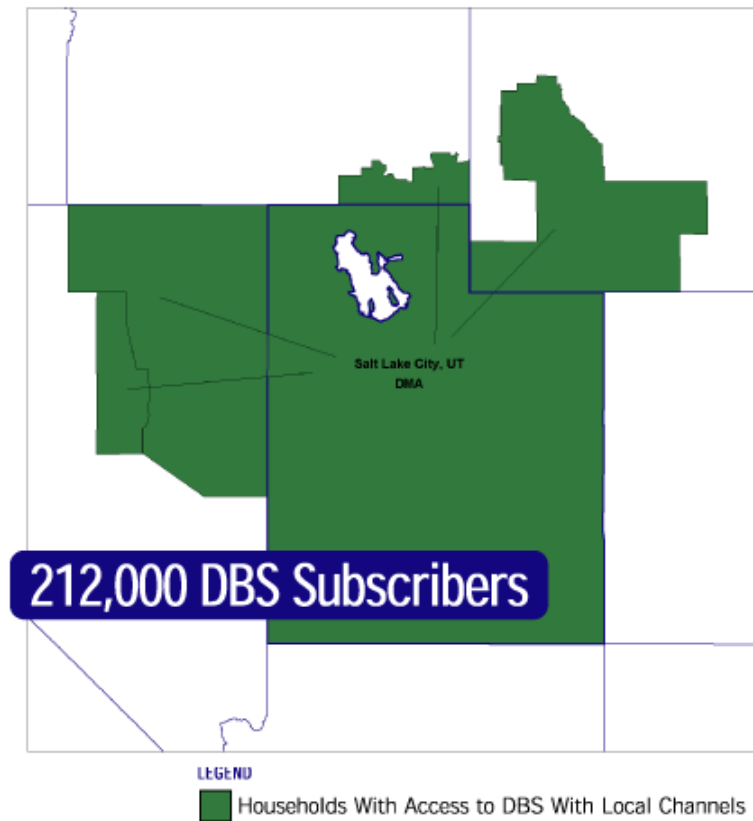 Salt Lake City, UT
DMA
212,000 DBS Subscribers
LEGEND
Households With Access to DBS With Local Channels